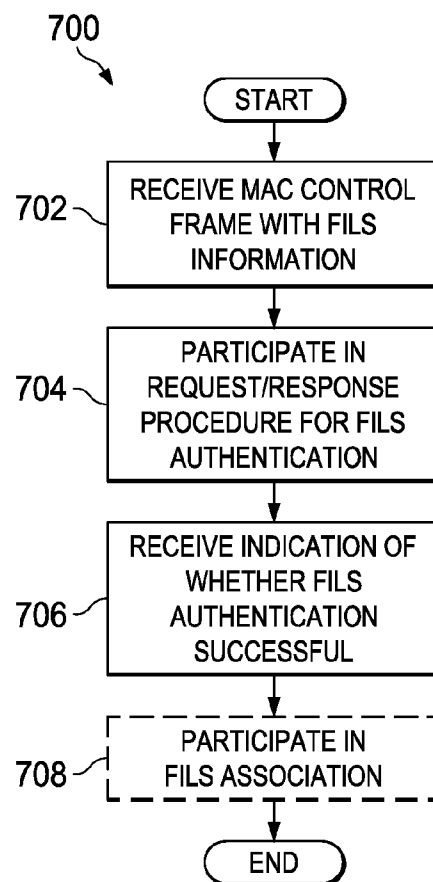 700
START
702
RECEIVE MAC CONTROL
FRAME WITH FILS
INFORMATION
704
PARTICIPATE IN
REQUEST/RESPONSE
PROCEDURE FOR FILS
AUTHENTICATION
706
RECEIVE INDICATION OF
WHETHER FILS
AUTHENTICATION
SUCCESSFUL
708
PARTICIPATE IN
FILS ASSOCIATION
END